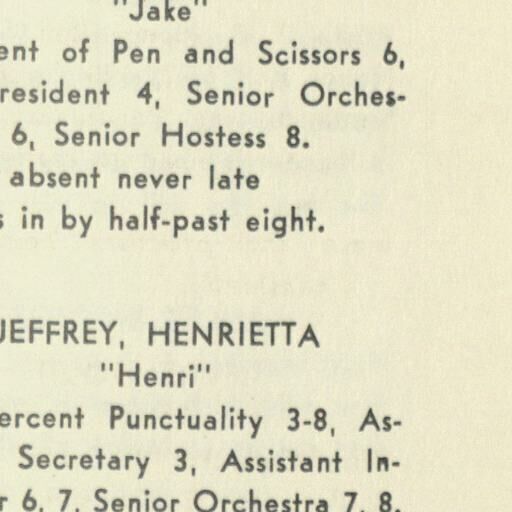 "Jake"
ent of Pen and Scissors 6,
resident 4, Senior Orches-
6, Senior Hostess 8.
absent never late
s in by half-past eight.
JEFFREY, HENRIETTA
"Henri"
ercent Punctuality 3-8, As-
Secretary 3, Assistant In-
r 6, 7, Senior Orchestra 7, 8.